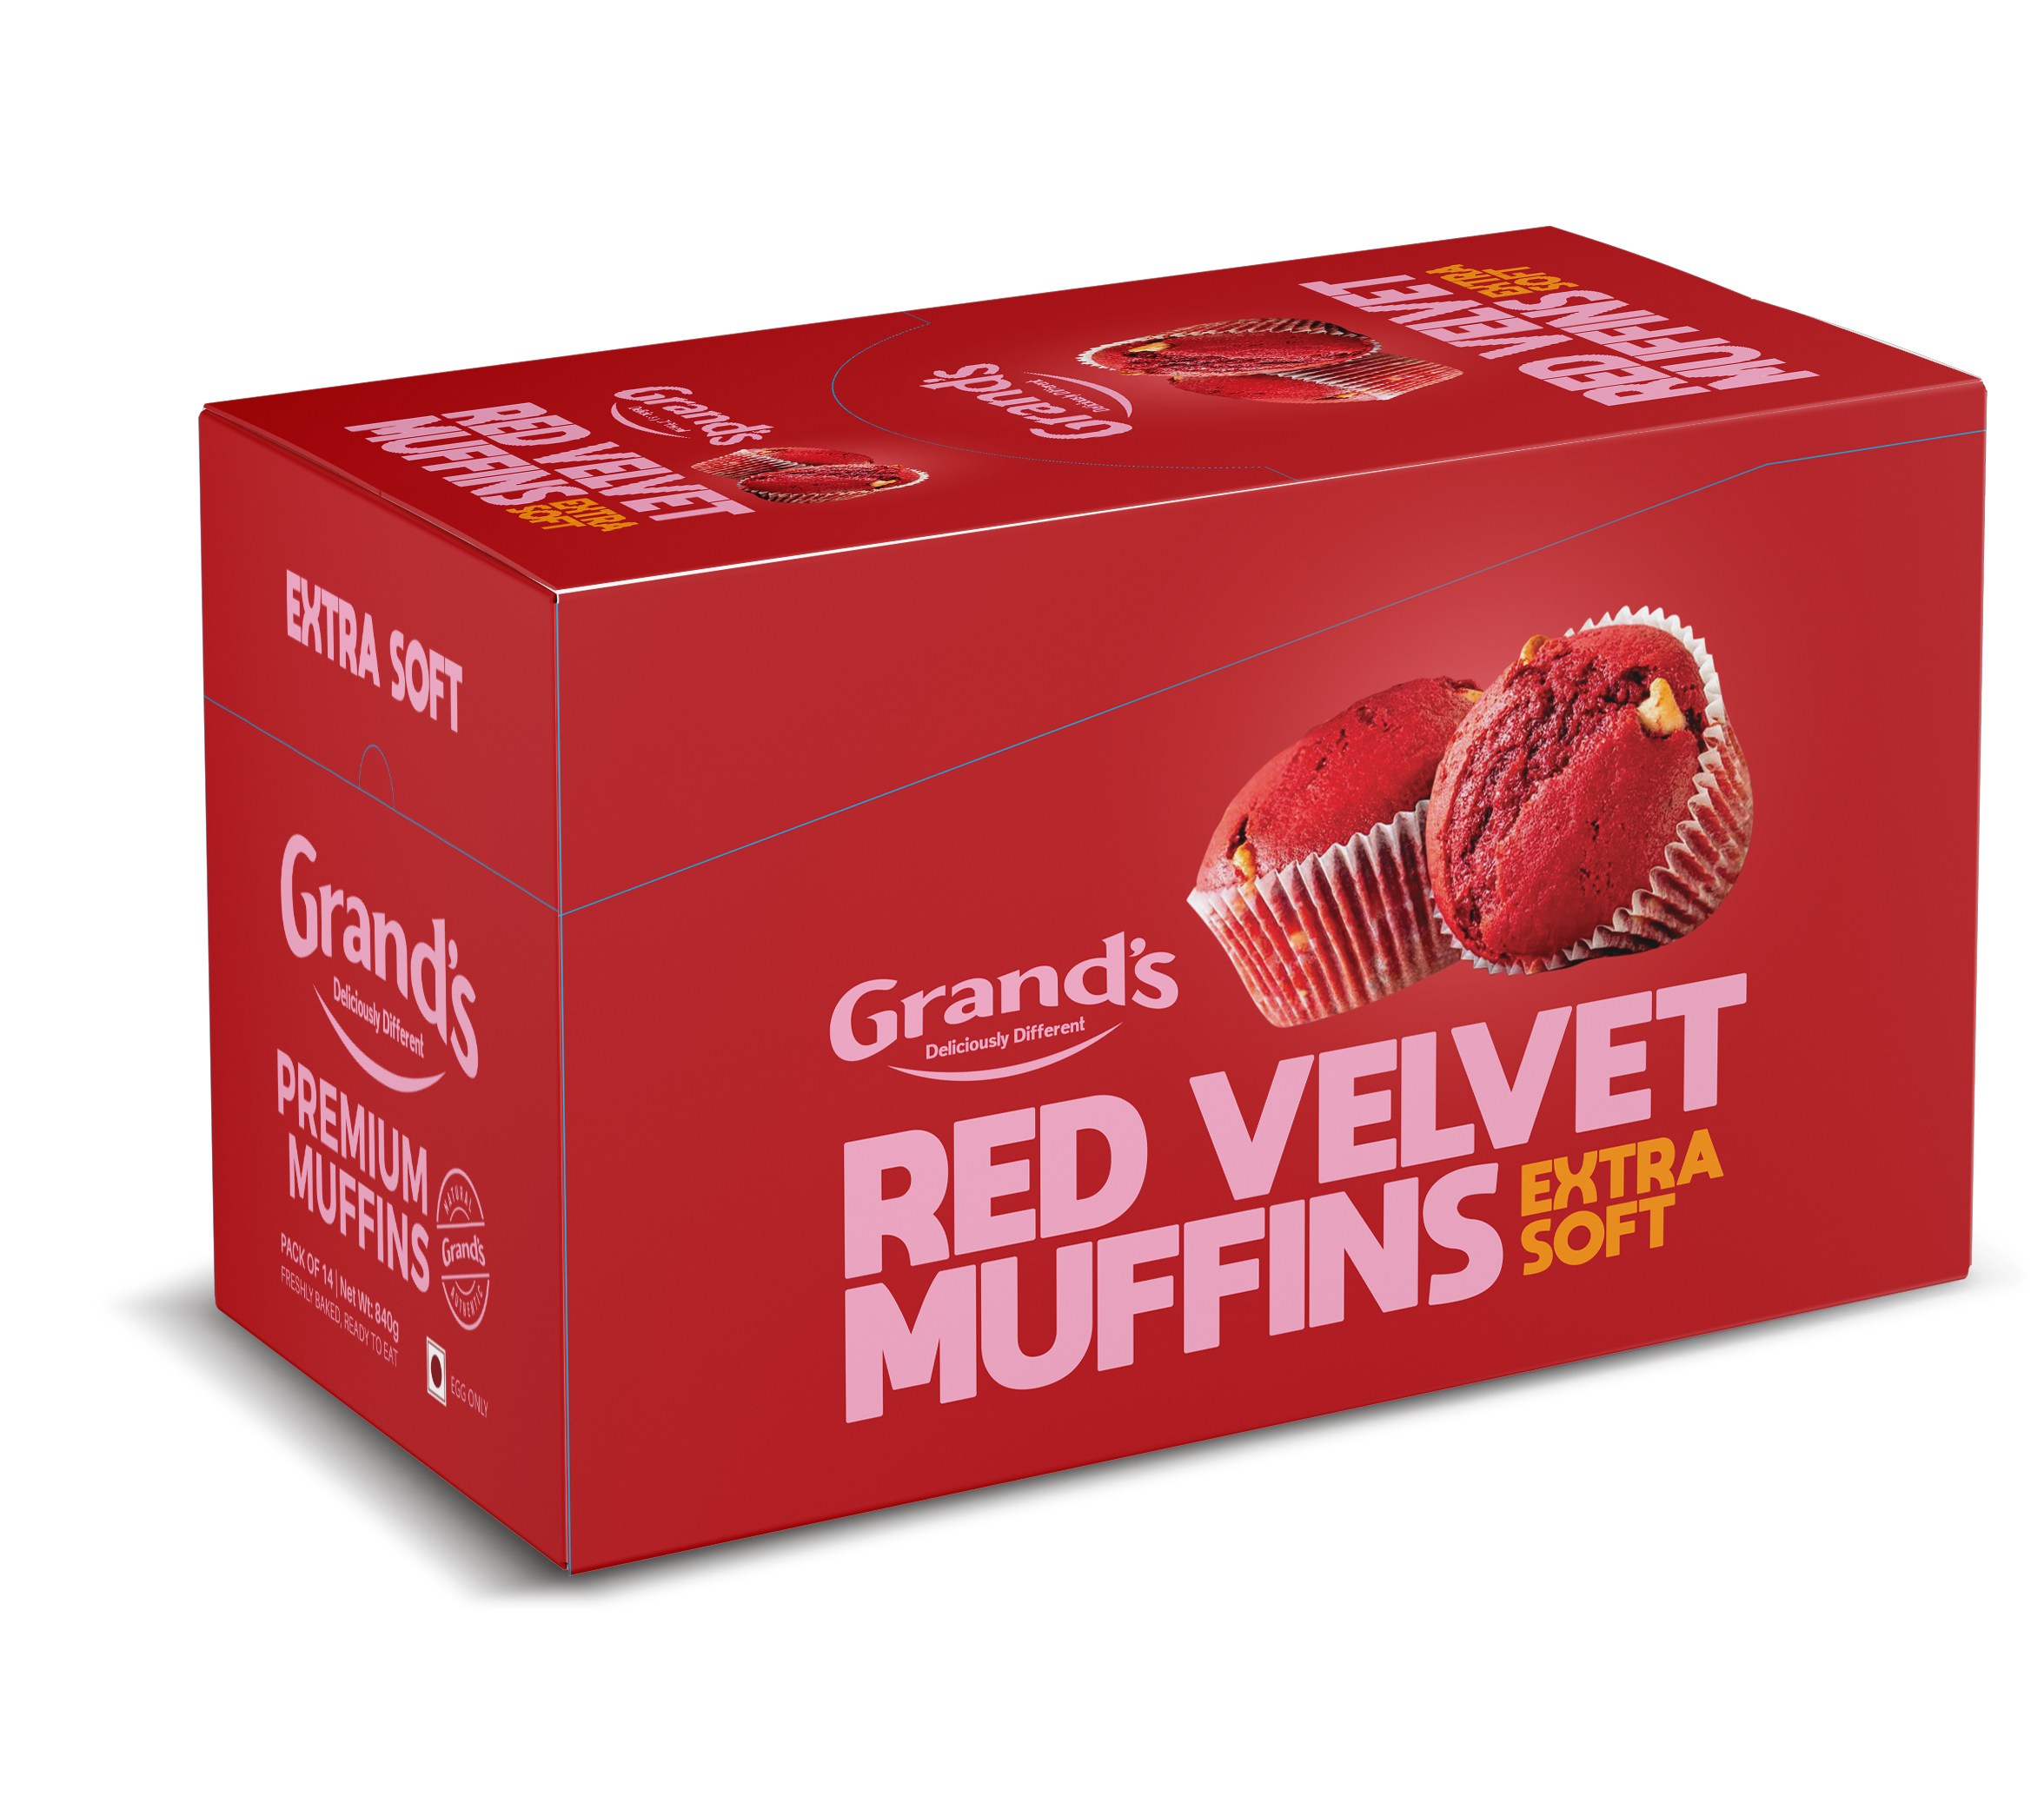 RED VELVET
MUFFINS
EXTRA
SOFT
Grand's
Deliciously Different
Grand's
Deliciously Different
RED VELVET
MUFFINS
EXTRA
SOFT
EXTRA SOFT
Grand's
Deliciously Different
PREMIUM
MUFFINS
NATURAL
Grand's
AUTHENTIC
PACK OF 14 | Net Wt: 840g
FRESHLY BAKED, READY TO EAT
EGG ONLY
Grand's
Deliciously Different
RED VELVET
MUFFINS
EXTRA
SOFT